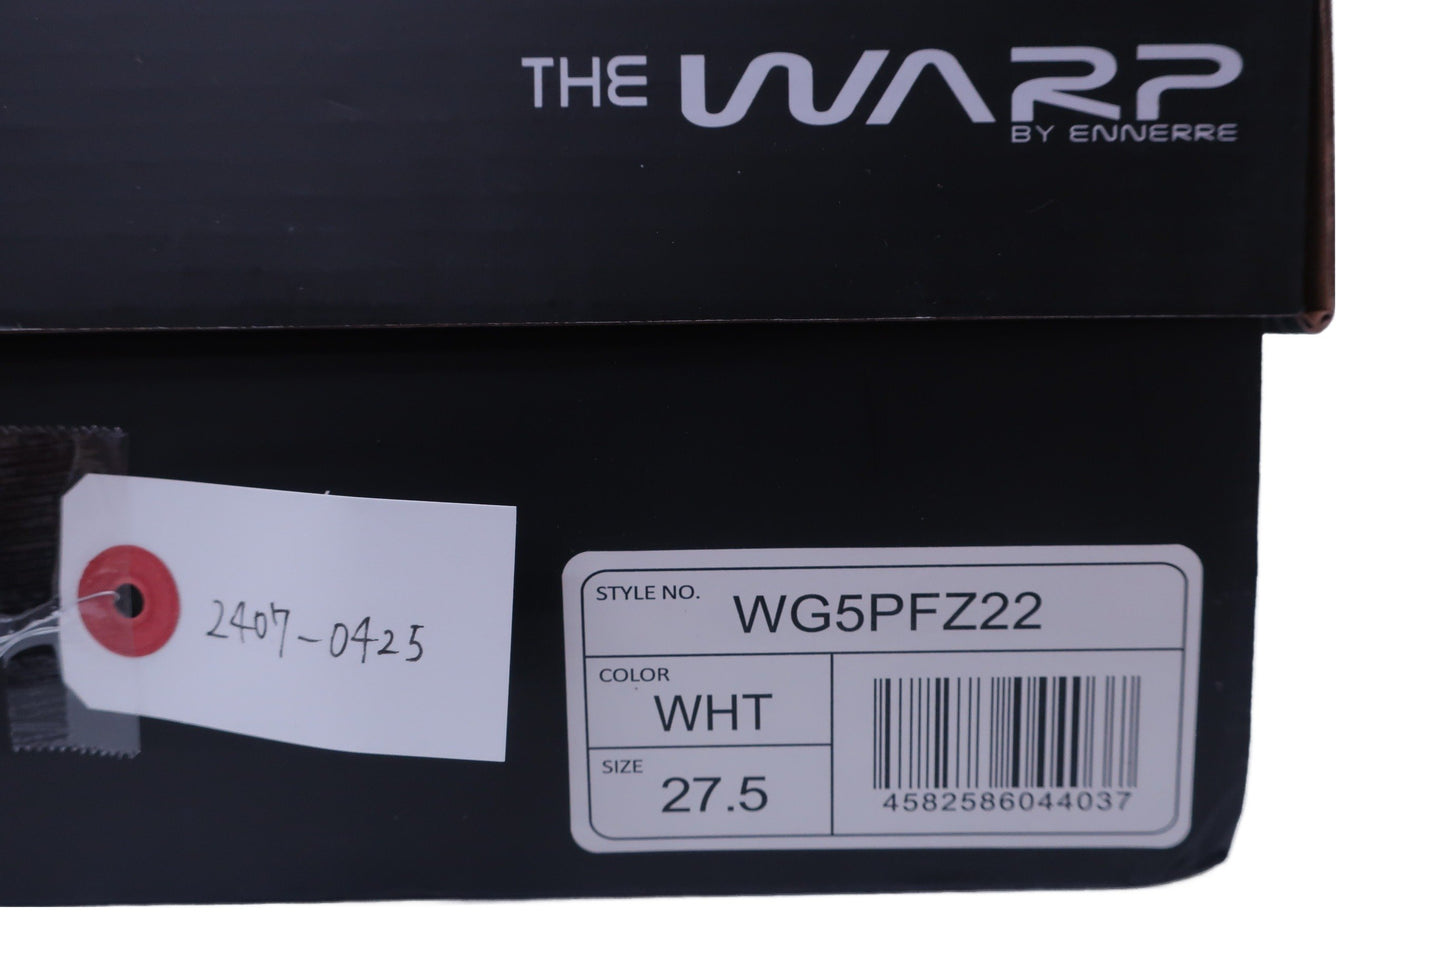 THE WARP
BY ENNERRE
2407-0425
STYLE NO. WG5PFZ22
COLOR
WHT
SIZE
27.5
4582586044037